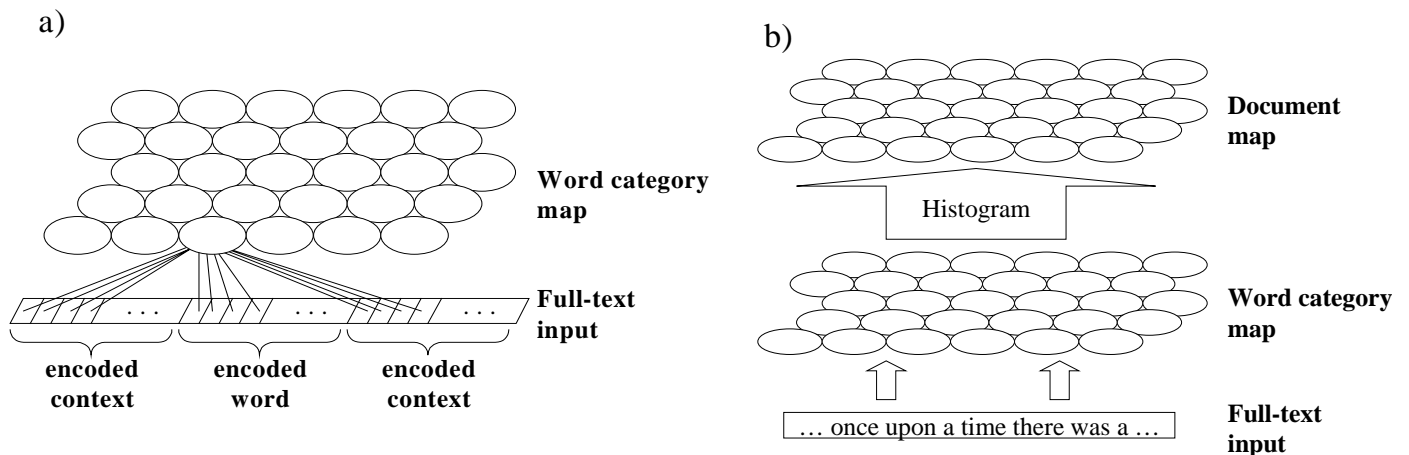 a)
Word category
map
Full-text
input
. . .
. . .
. . .
encoded
context
encoded
word
encoded
context
b)
Document
map
Histogram
Word category
map
... once upon a time there was a ...
Full-text
input